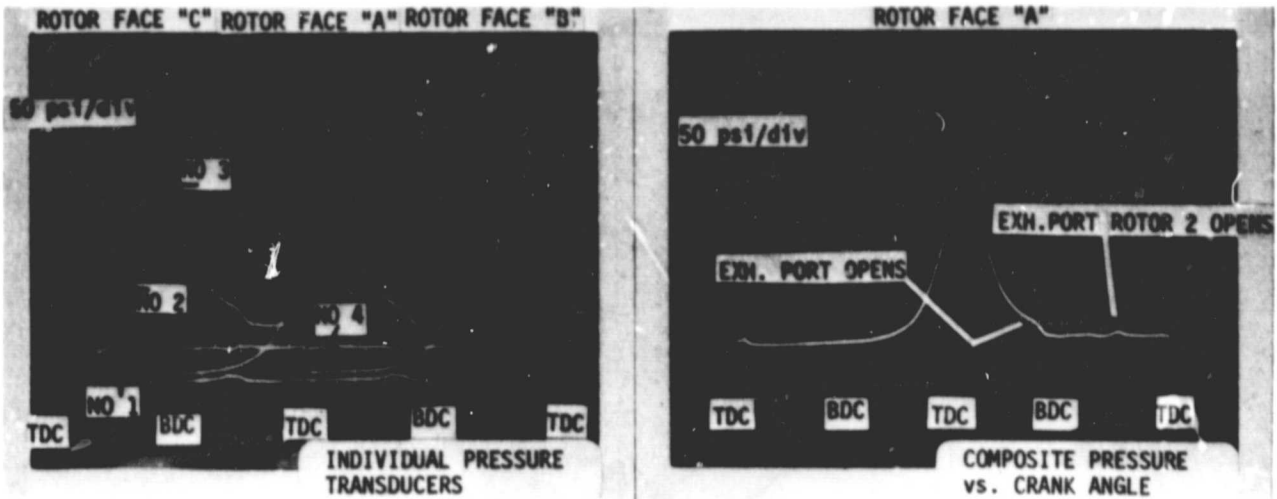 ROTOR FACE "C" ROTOR FACE "A" ROTOR FACE "B"
50 psi/div
NO 3
NO 2
NO 4
NO 1
TDC BDC TDC BDC TDC
INDIVIDUAL PRESSURE
TRANSDUCERS
ROTOR FACE "A"
50 psi/div
EXH.PORT ROTOR 2 OPENS
EXH. PORT OPENS
TDC BDC TDC BDC TDC
COMPOSITE PRESSURE
vs. CRANK ANGLE